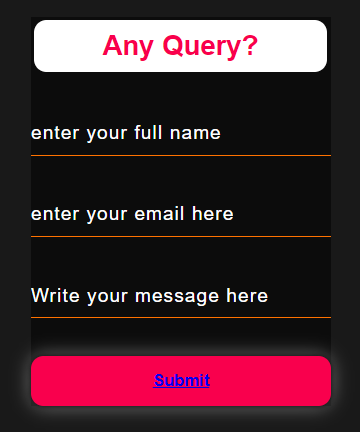 Any Query?
enter your full name
enter your email here
Write your message here
Submit